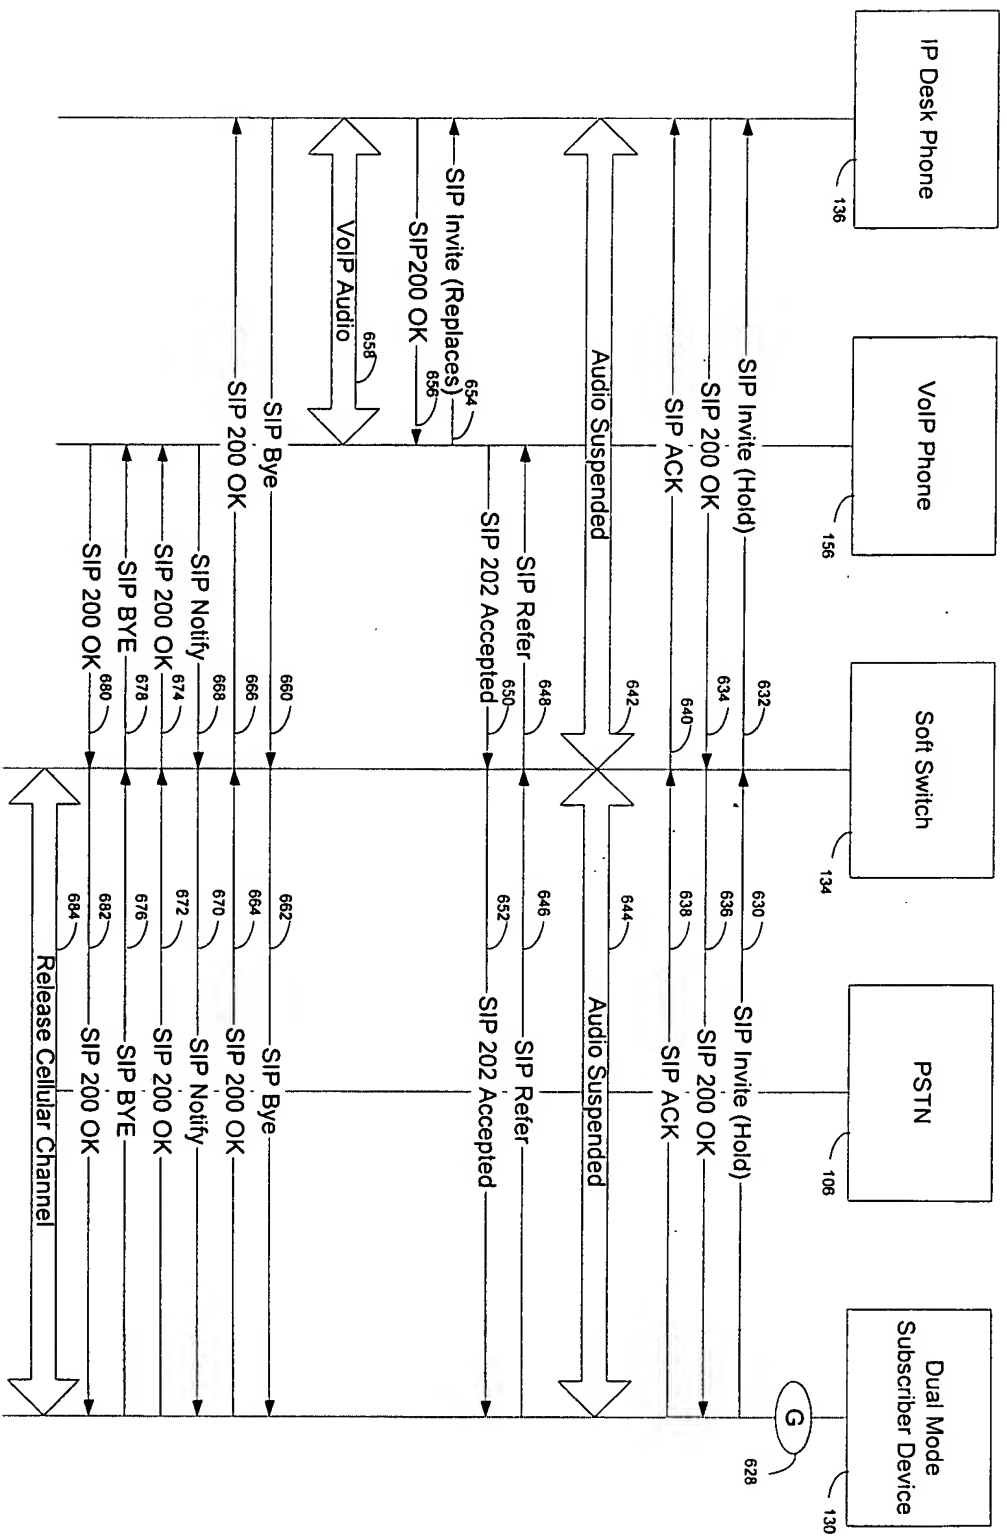 IP Desk Phone
136
VoIP Phone
156
Soft Switch
134
PSTN
106
Dual Mode
Subscriber Device
130
G
628
SIP Invite (Hold)
632
SIP Invite (Hold)
630
SIP 200 OK
634
SIP 200 OK
636
SIP ACK
640
SIP ACK
638
Audio Suspended
642
Audio Suspended
644
SIP Refer
648
SIP Refer
646
SIP 202 Accepted
650
SIP 202 Accepted
652
SIP Invite (Replaces)
654
SIP200 OK
656
VoIP Audio
658
SIP Bye
660
SIP Bye
662
SIP 200 OK
666
SIP 200 OK
664
SIP Notify
668
SIP Notify
670
SIP 200 OK
674
SIP 200 OK
672
SIP BYE
678
SIP BYE
676
SIP 200 OK
680
SIP 200 OK
682
Release Cellular Channel
684